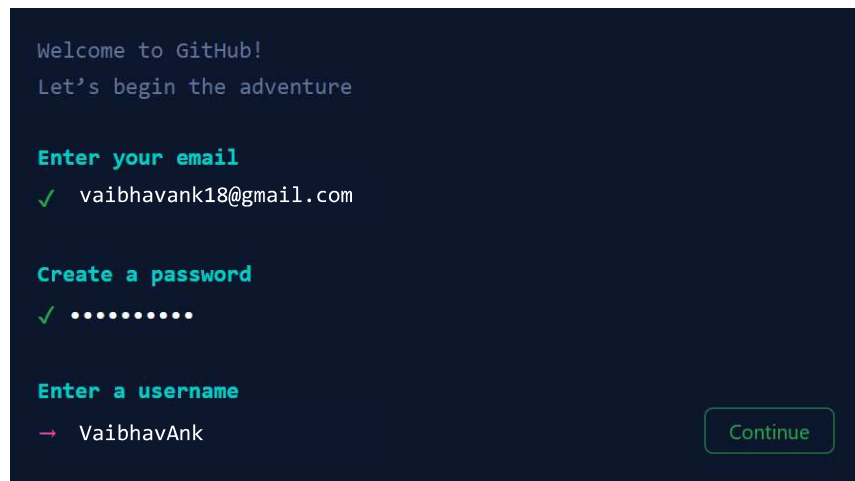 Welcome to GitHub!
Let’s begin the adventure
Enter your email
✓ vaibhavank18@gmail.com
Create a password
✓ ••••••••••
Enter a username
→ VaibhavAnk
Continue